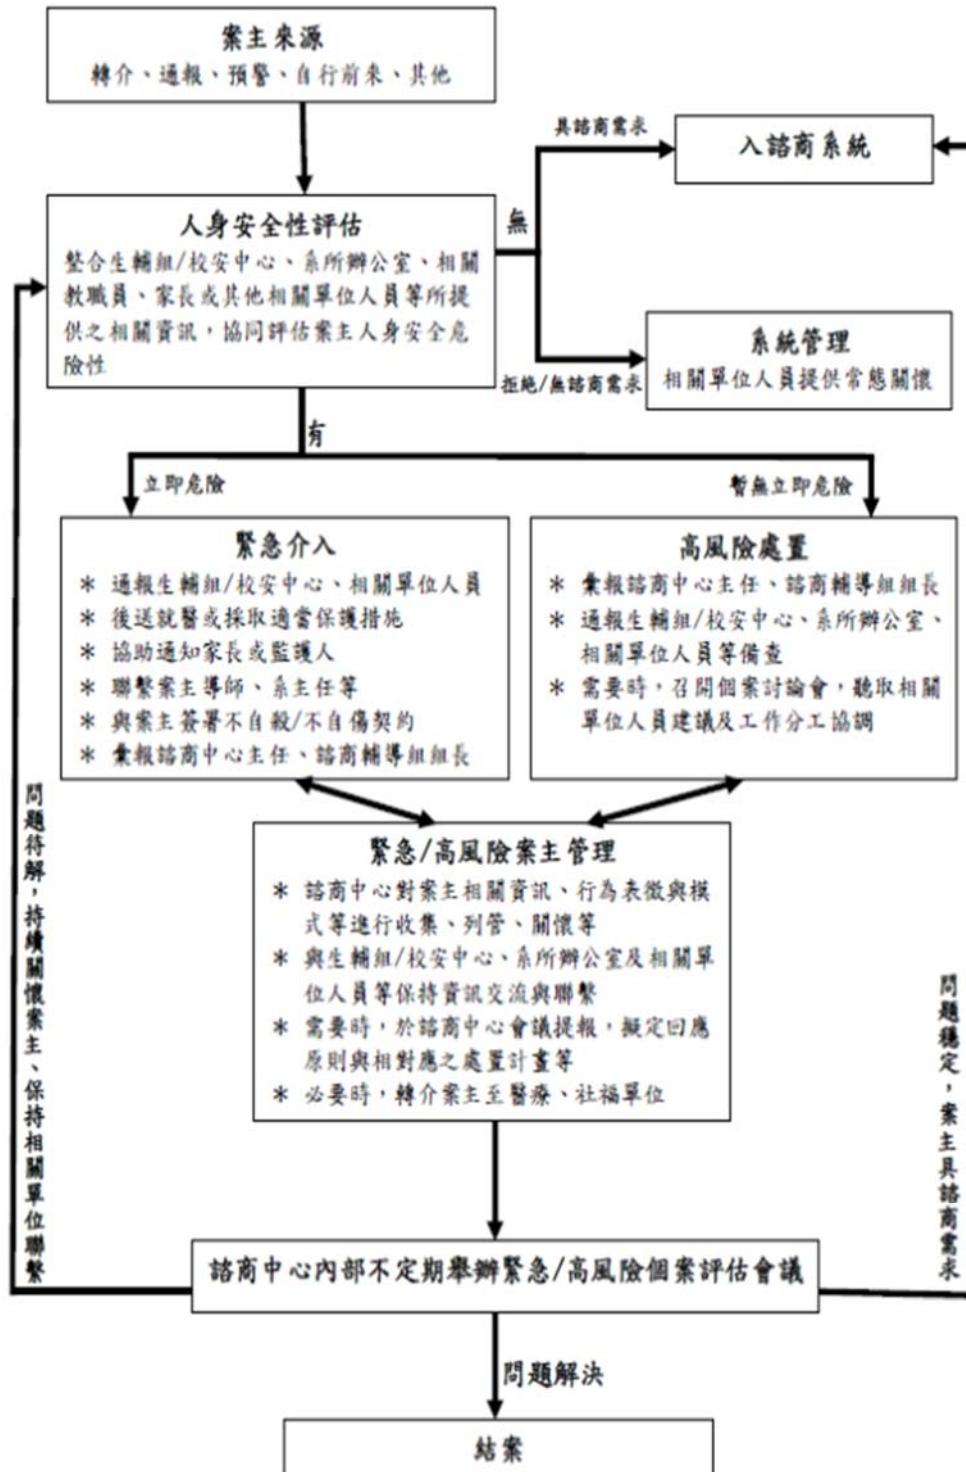 案主來源
轉介、通報、預警、自行前來、其他
具諮商需求
入諮商系統
人身安全性評估
整合生輔組/校安中心、系所辦公室、相關
教職員、家長或其他相關單位人員等所提
供之相關資訊，協同評估案主人身安全危
險性
無
系統管理
相關單位人員提供常態關懷
拒絕/無諮商需求
有
立即危險
暫無立即危險
緊急介入
* 通報生輔組/校安中心、相關單位人員
* 後送就醫或採取適當保護措施
* 協助通知家長或監護人
* 聯繫案主導師、系主任等
* 與案主簽署不自殺/不自傷契約
* 彙報諮商中心主任、諮商輔導組組長
高風險處置
* 彙報諮商中心主任、諮商輔導組組長
* 通報生輔組/校安中心、系所辦公室、
相關單位人員等備查
* 需要時，召開個案討論會，聽取相關
單位人員建議及工作分工協調
緊急/高風險案主管理
* 諮商中心對案主相關資訊、行為表徵與模
式等進行收集、列管、關懷等
* 與生輔組/校安中心、系所辦公室及相關單
位人員等保持資訊交流與聯繫
* 需要時，於諮商中心會議提報，擬定回應
原則與相對應之處置計畫等
* 必要時，轉介案主至醫療、社福單位
問題待解，持續關懷案主、保持相關單位聯繫
問題穩定，案主具諮商需求
諮商中心內部不定期舉辦緊急/高風險個案評估會議
問題解決
結案